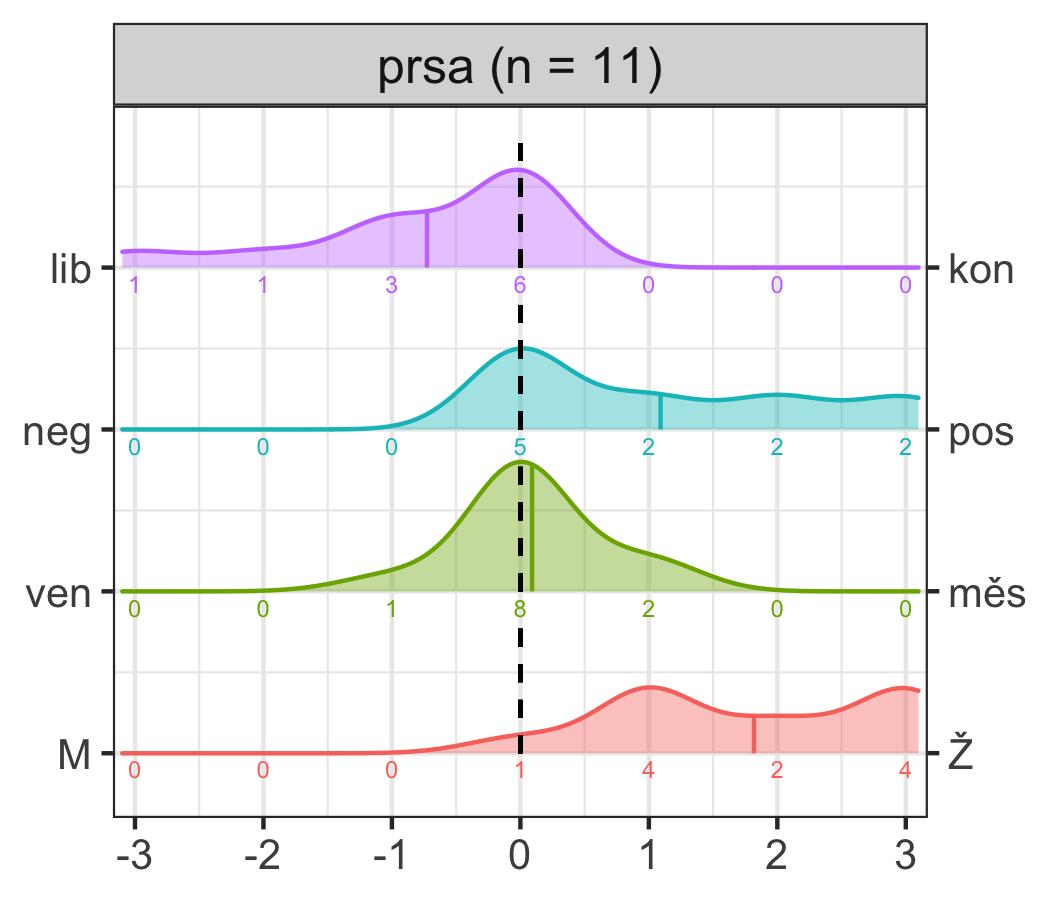 prsa (n = 11)
lib kon
1 1 3 6 0 0 0
neg pos
0 0 0 5 2 2 2
ven měs
0 0 1 8 2 0 0
M Ž
0 0 0 1 4 2 4
-3 -2 -1 0 1 2 3